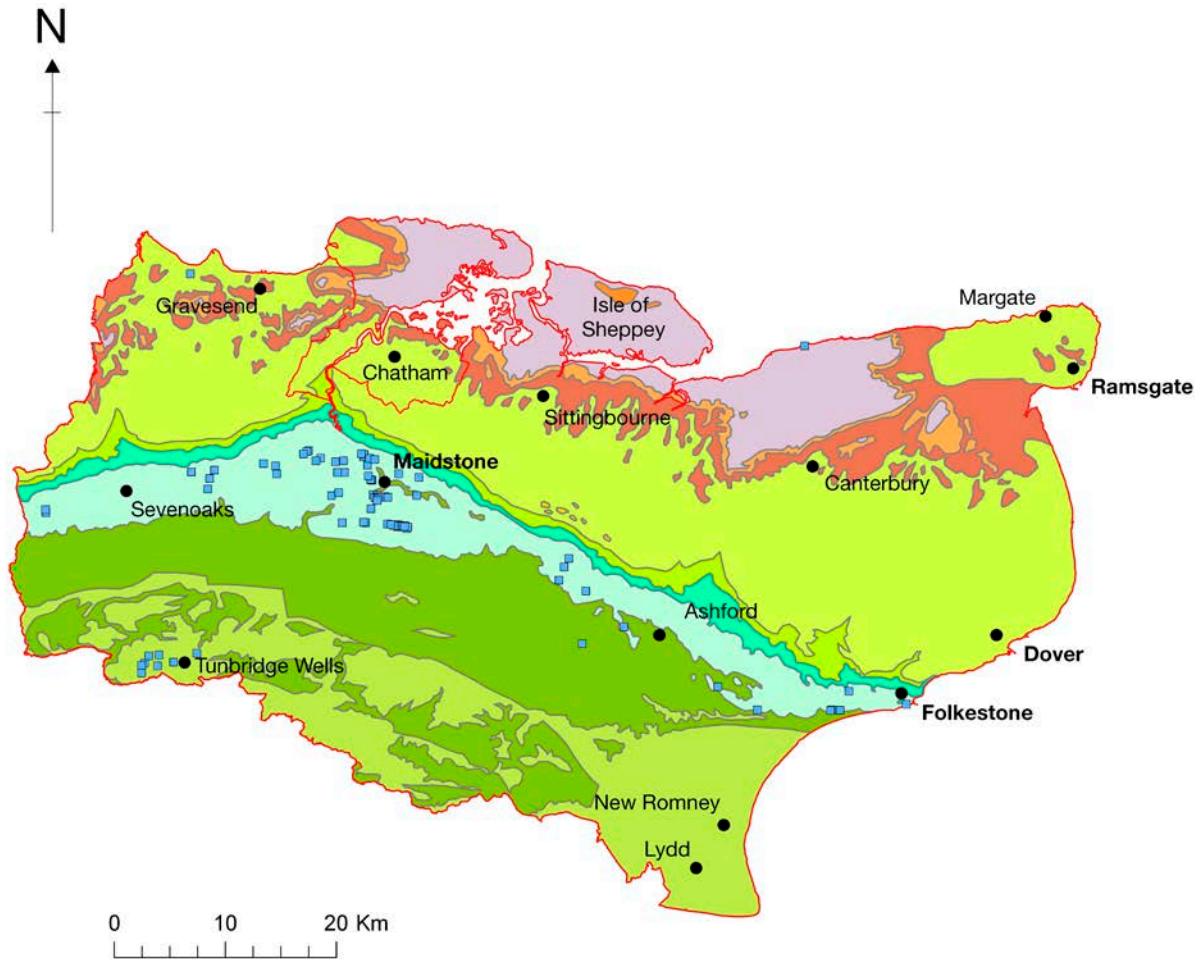 N
Gravesend
Isle of
Sheppey
Margate
Chatham
Ramsgate
Sittingbourne
Maidstone
Canterbury
Sevenoaks
Ashford
Tunbridge Wells
Dover
Folkestone
New Romney
Lydd
0 10 20 Km